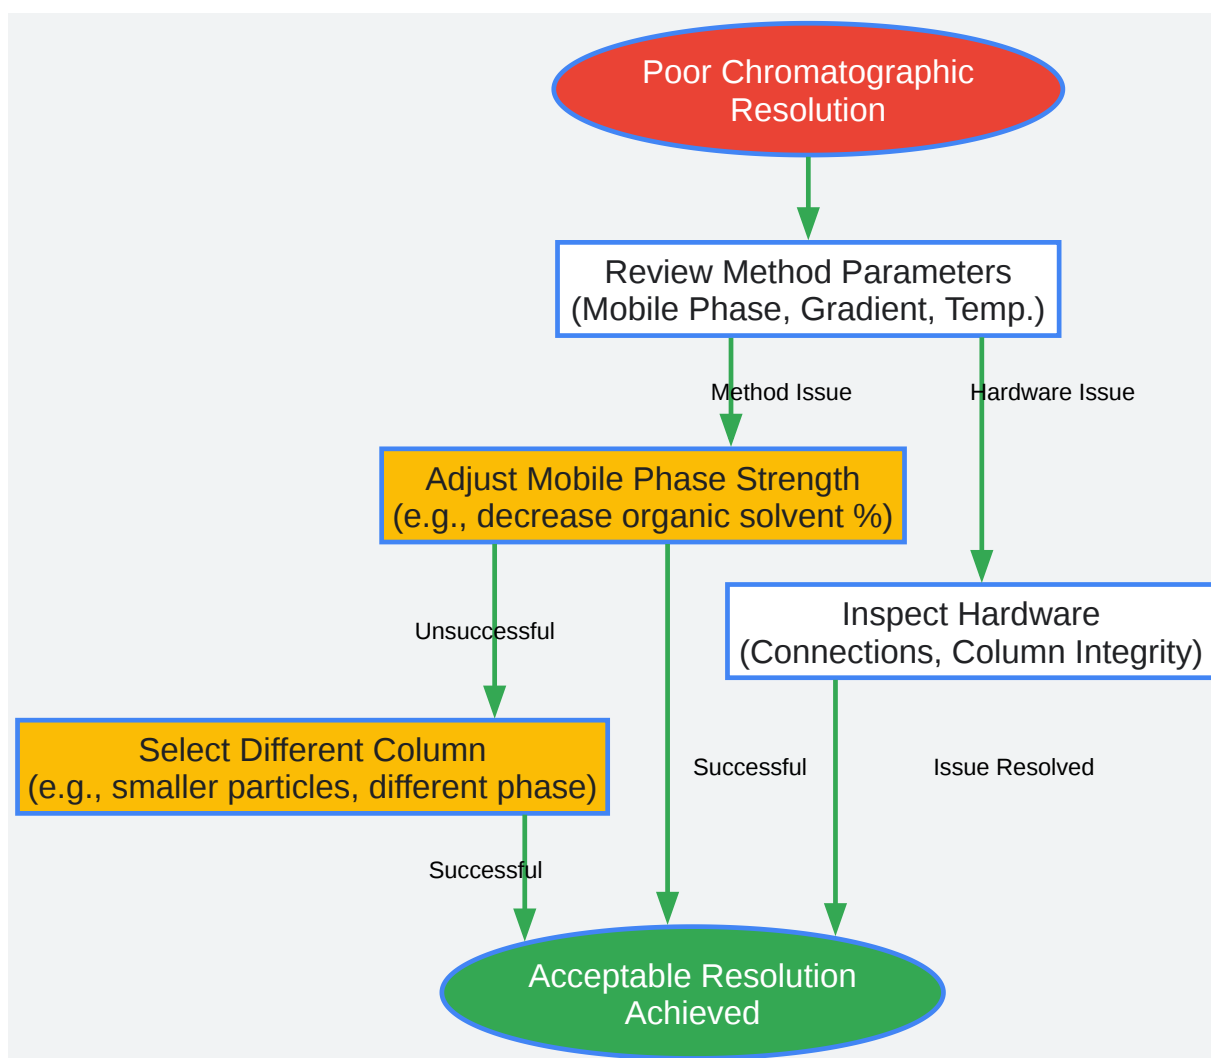 Poor Chromatographic
Resolution
Review Method Parameters
(Mobile Phase, Gradient, Temp.)
Method Issue
Hardware Issue
Adjust Mobile Phase Strength
(e.g., decrease organic solvent %)
Inspect Hardware
(Connections, Column Integrity)
Unsuccessful
Select Different Column
(e.g., smaller particles, different phase)
Successful
Issue Resolved
Successful
Acceptable Resolution
Achieved